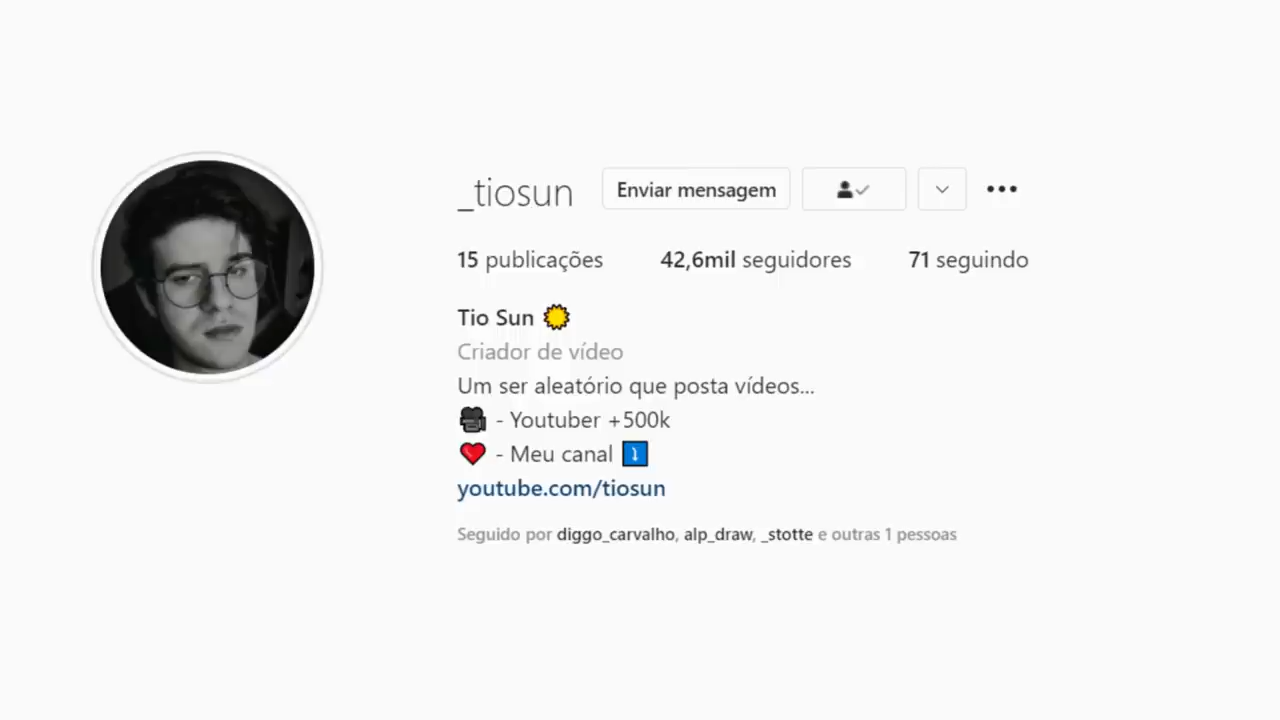 _tiosun Enviar mensagem
15 publicações 42,6mil seguidores 71 seguindo
Tio Sun
Criador de vídeo
Um ser aleatório que posta vídeos...
- Youtuber +500k
- Meu canal
youtube.com/tiosun
Seguido por diggo_carvalho, alp_draw, _stotte e outras 1 pessoas